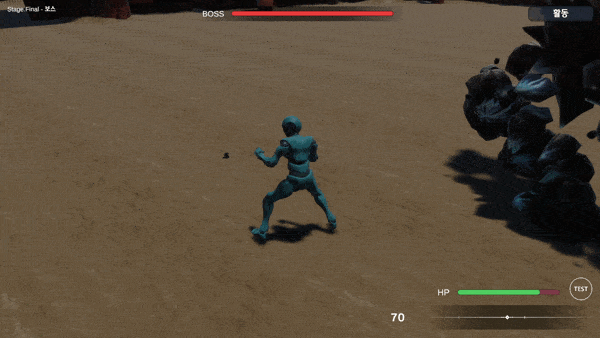 Stage.Final - 보스
BOSS
활동
HP
TEST
70